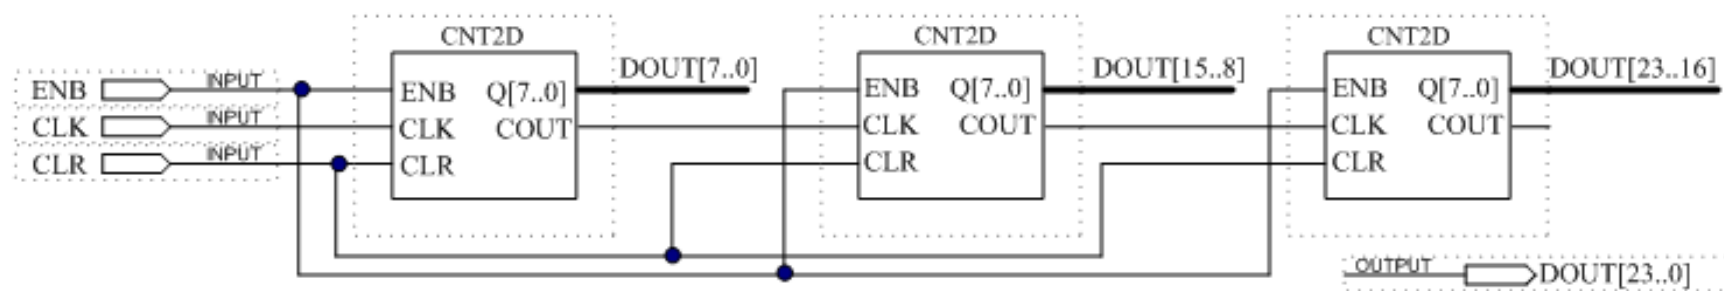 CNT2D CNT2D CNT2D
DOUT[7..0] DOUT[15..8] DOUT[23..16]
ENB INPUT ENB Q[7..0] ENB Q[7..0] ENB Q[7..0]
CLK INPUT CLK COUT CLK COUT CLK COUT
CLR INPUT CLR CLR CLR
OUTPUT DOUT[23..0]